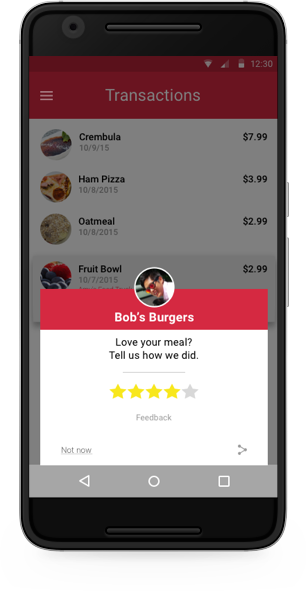 12:30
Transactions
Crembula $7.99
10/9/15
Ham Pizza $3.99
10/8/2015
Oatmeal $2.99
10/8/2015
Fruit Bowl $2.99
10/7/2015
Bob's Burgers
Love your meal?
Tell us how we did.
Feedback
Not now